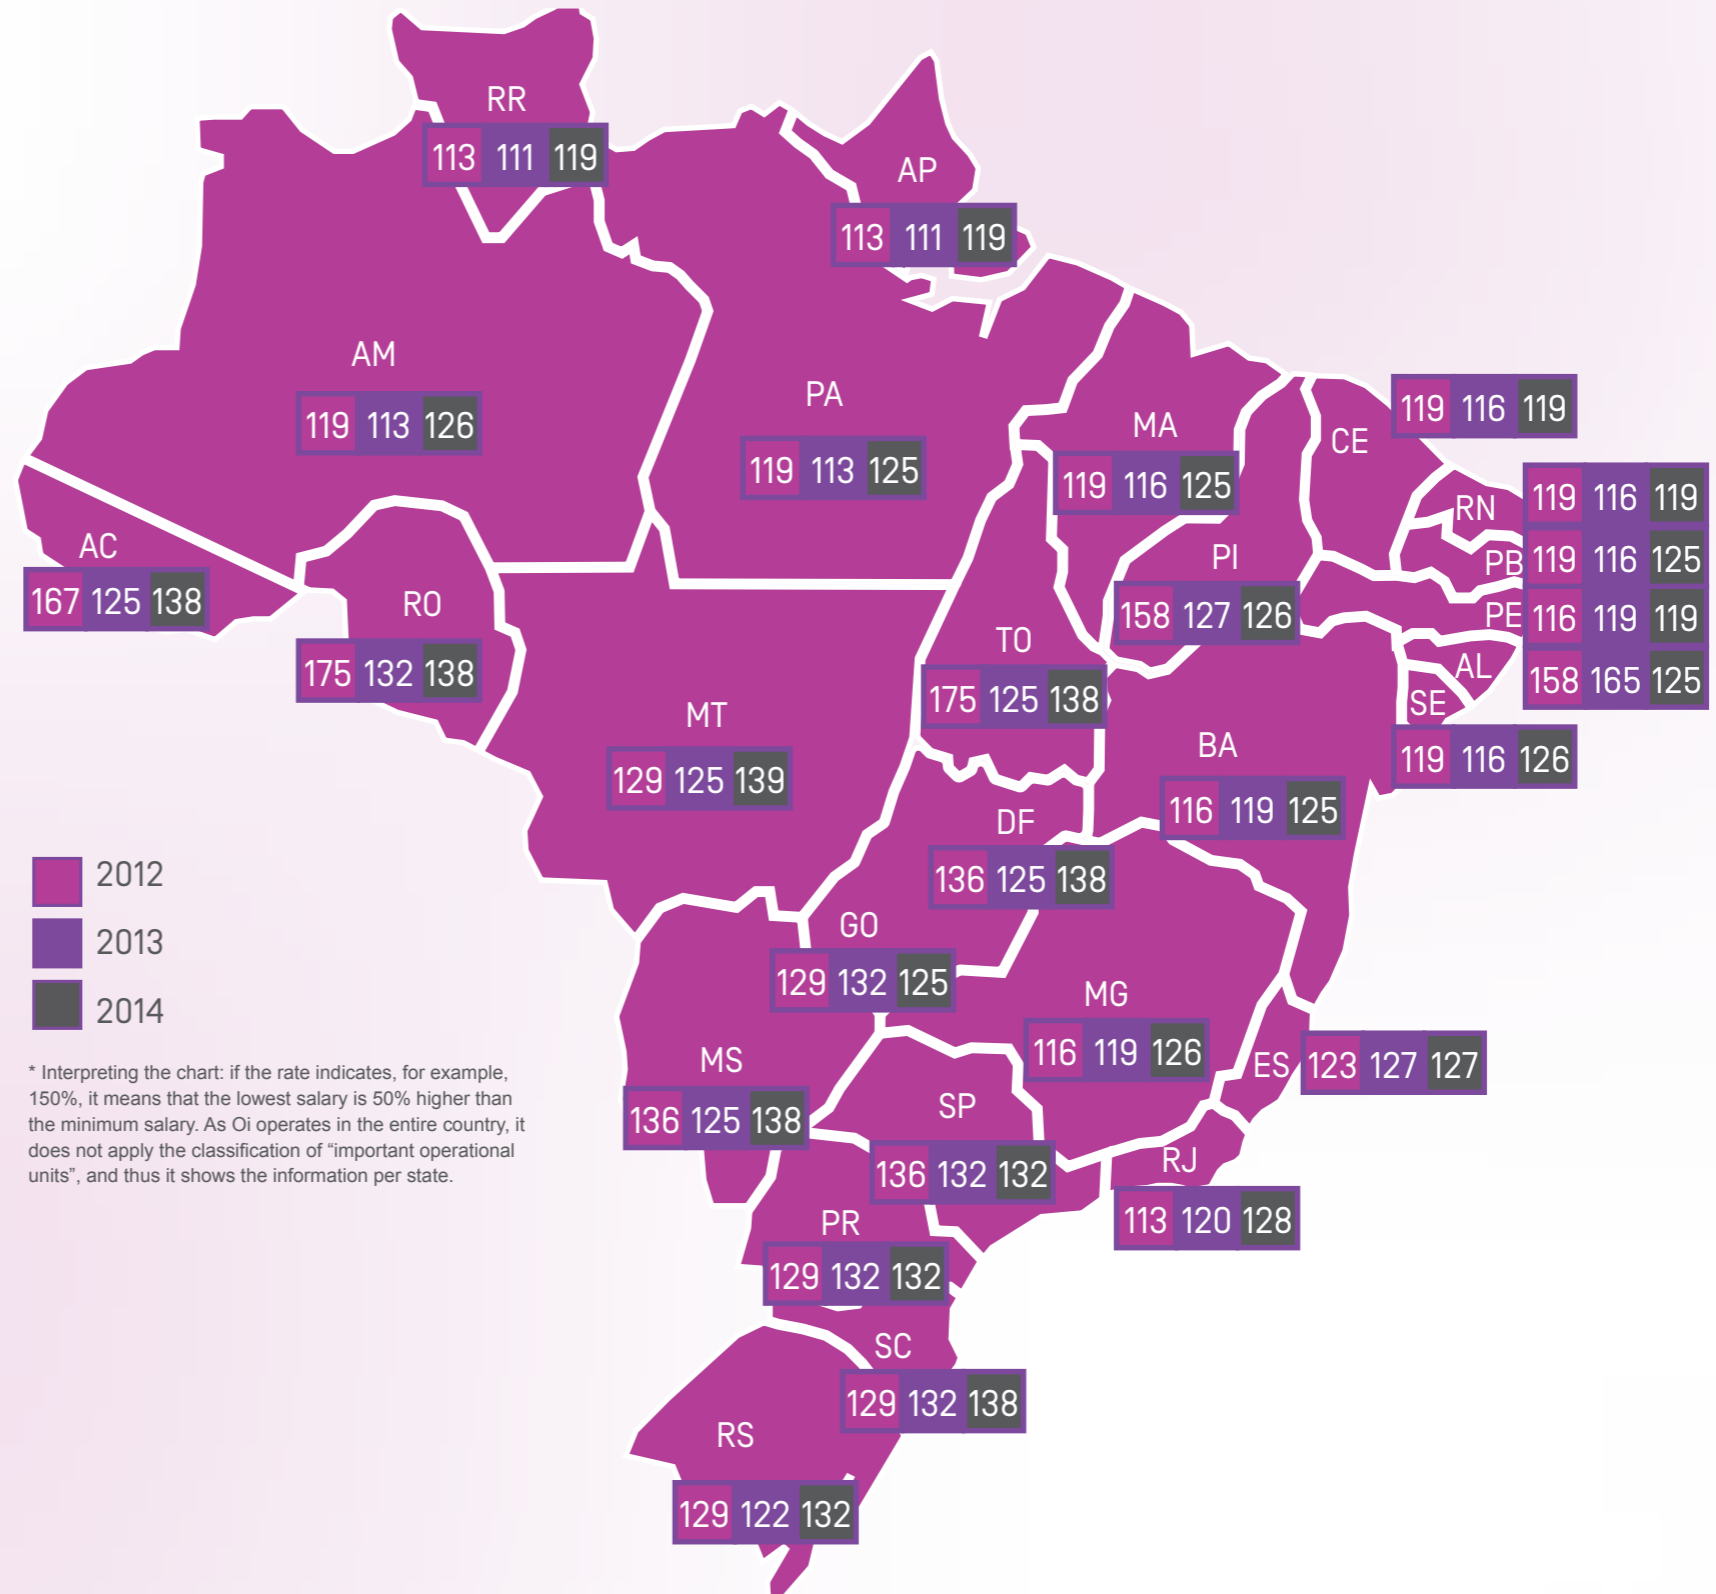 RR
113 111 119
AP
113 111 119
AM
119 113 126
PA
119 113 125
MA
119 116 125
CE
119 116 119
RN
119 116 119
PB
119 116 125
PE
116 119 119
AL
158 165 125
SE
119 116 126
PI
158 127 126
AC
167 125 138
RO
175 132 138
TO
175 125 138
MT
129 125 139
BA
116 119 125
DF
136 125 138
GO
129 132 125
MG
116 119 126
ES
123 127 127
MS
136 125 138
SP
136 132 132
RJ
113 120 128
PR
129 132 132
SC
129 132 138
RS
129 122 132
2012
2013
2014
* Interpreting the chart: if the rate indicates, for example,
150%, it means that the lowest salary is 50% higher than
the minimum salary. As Oi operates in the entire country, it
does not apply the classification of “important operational
units”, and thus it shows the information per state.